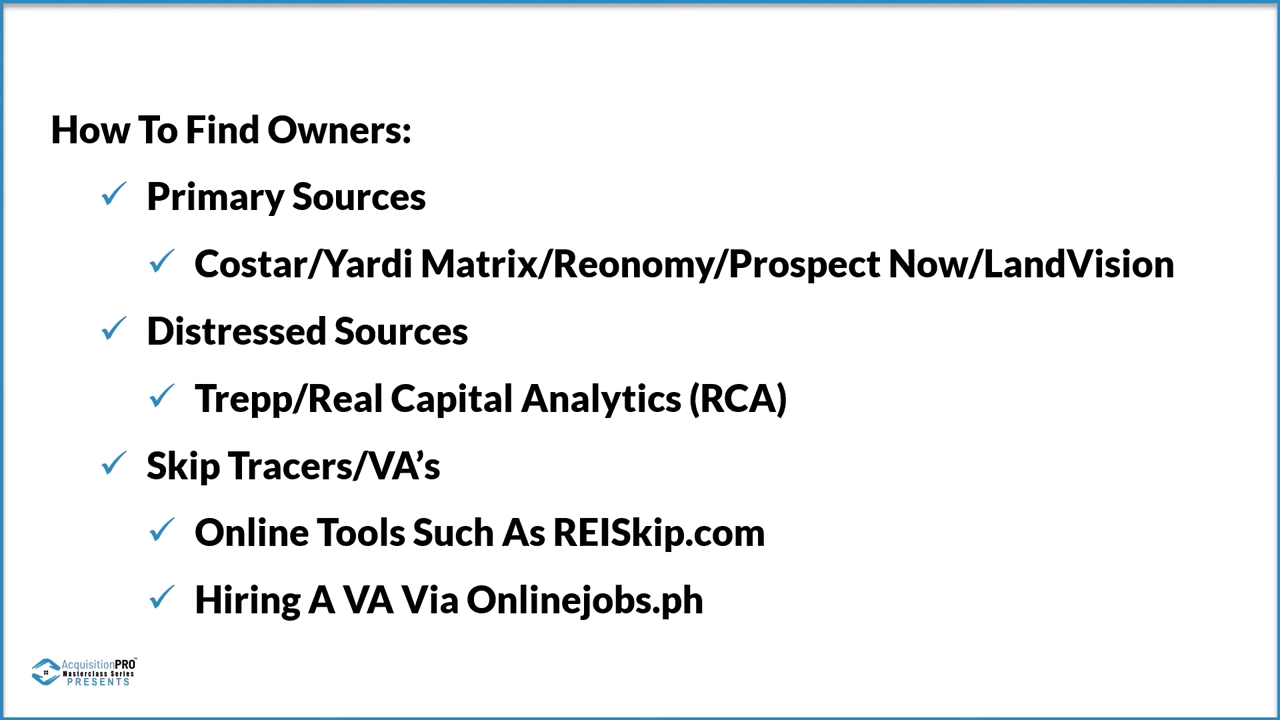 How To Find Owners:
Primary Sources
Costar/Yardi Matrix/Reonomy/Prospect Now/LandVision
Distressed Sources
Trepp/Real Capital Analytics (RCA)
Skip Tracers/VA’s
Online Tools Such As REISkip.com
Hiring A VA Via Onlinejobs.ph
AcquisitionPRO™
Masterclass Series
PRESENTS